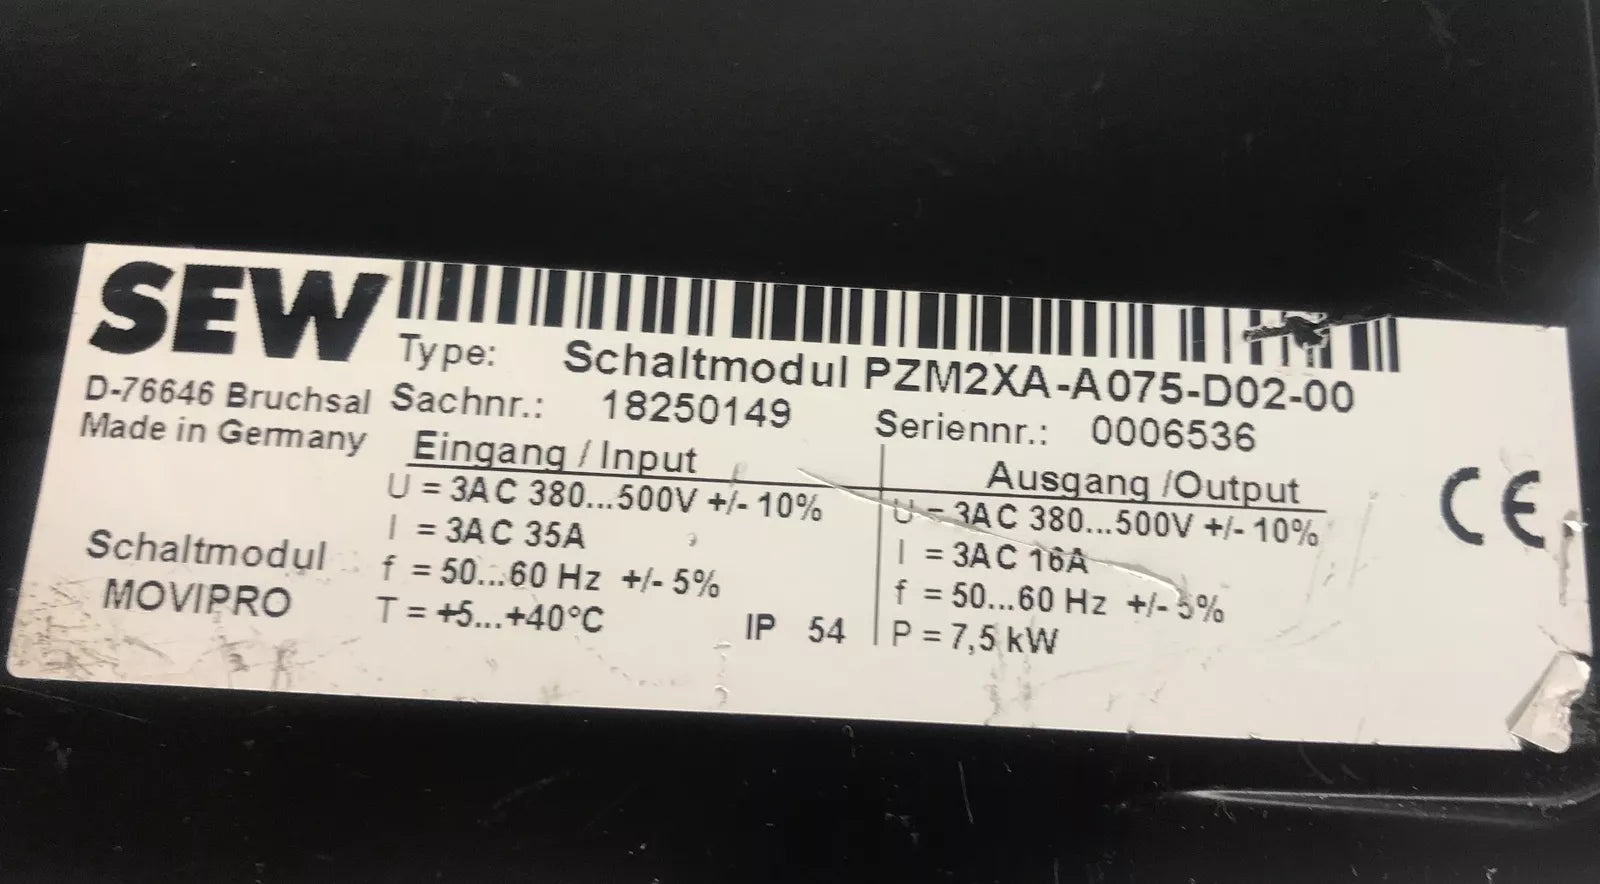 SEW
Type: Schaltmodul PZM2XA-A075-D02-00
D-76646 Bruchsal
Made in Germany
Sachnr.: 18250149 Seriennr.: 0006536
Eingang / Input
U = 3AC 380...500V +/- 10%
I = 3AC 35A
f = 50...60 Hz +/- 5%
T = +5...+40°C IP 54
Ausgang /Output
U = 3AC 380...500V +/- 10%
I = 3AC 16A
f = 50...60 Hz +/- 5%
P = 7,5 kW
Schaltmodul
MOVIPRO
CE